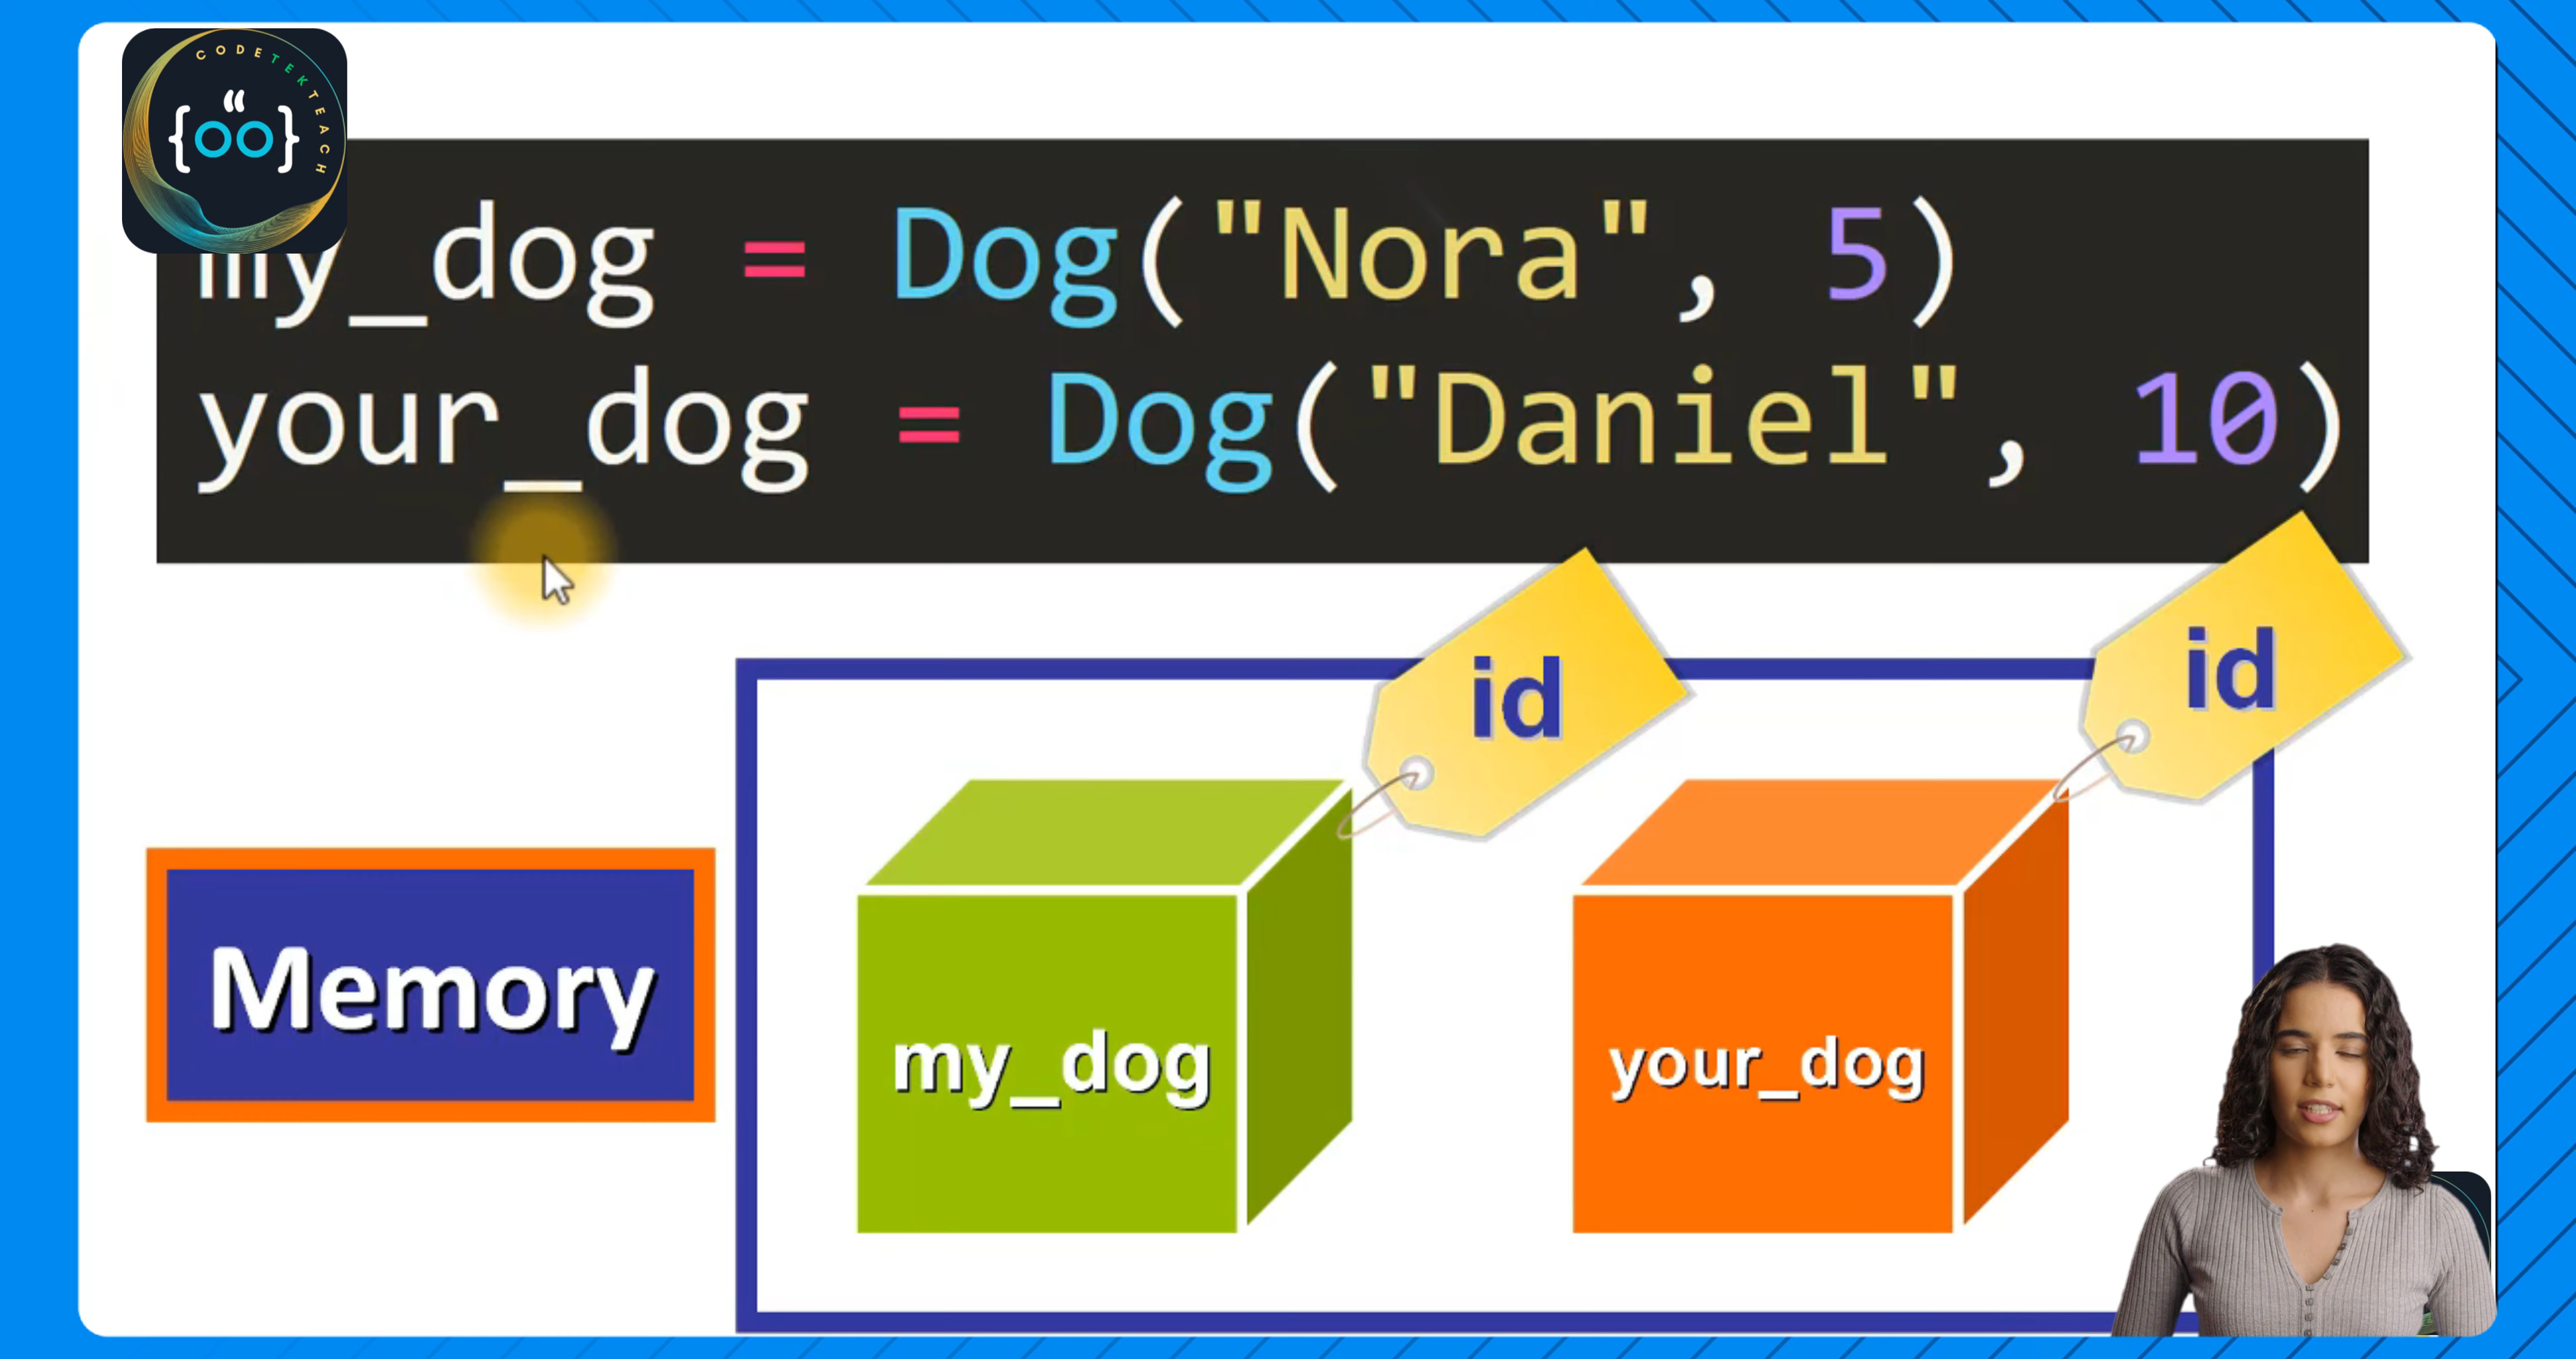 CODETEKTEACH
{oo}
my_dog = Dog("Nora", 5)
your_dog = Dog("Daniel", 10)
id
id
Memory
my_dog
your_dog